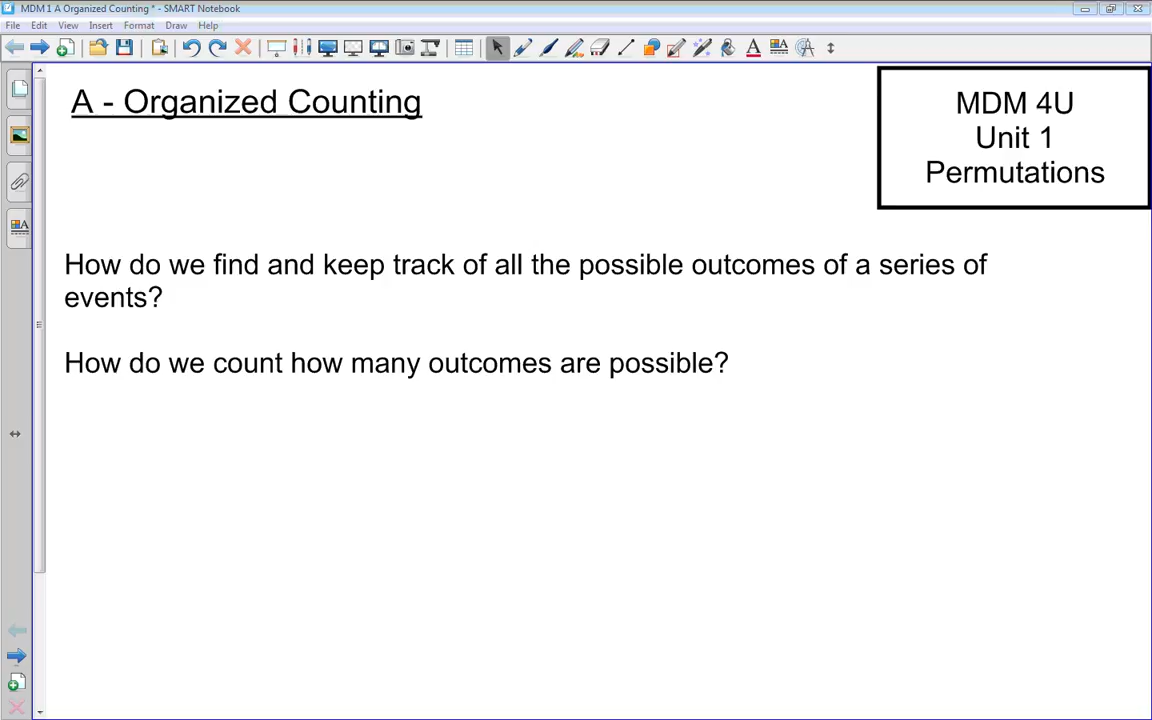 MDM 1 A Organized Counting * - SMART Notebook
File Edit View Insert Format Draw Help
A - Organized Counting
MDM 4U
Unit 1
Permutations
How do we find and keep track of all the possible outcomes of a series of
events?
How do we count how many outcomes are possible?